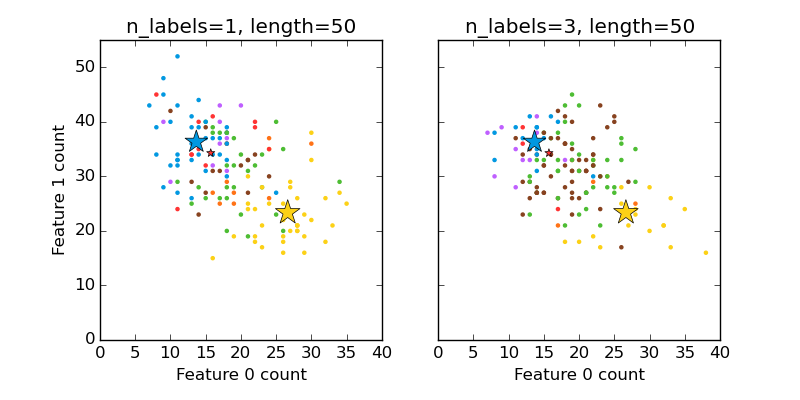 n_labels=1, length=50
n_labels=3, length=50
50
40
30
20
10
0
Feature 1 count
0 5 10 15 20 25 30 35 40
0 5 10 15 20 25 30 35 40
Feature 0 count
Feature 0 count